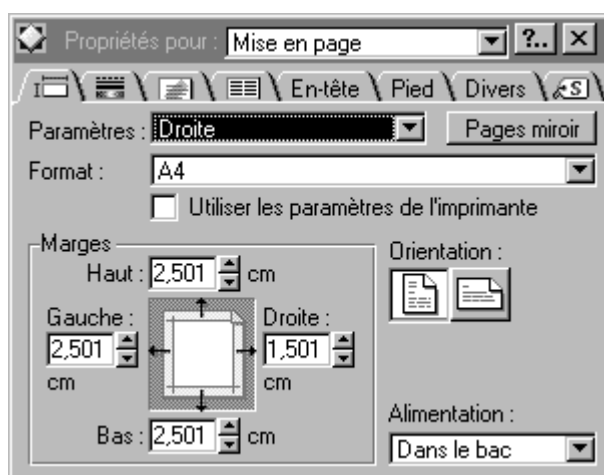 Propriétés pour : Mise en page ?..
En-tête Pied Divers S
Paramètres : Droite Pages miroir
Format : A4
Utiliser les paramètres de l'imprimante
Marges
Haut : 2,501 cm
Orientation :
Gauche : Droite :
2,501 1,501
cm cm
Alimentation :
Bas : 2,501 cm
Dans le bac